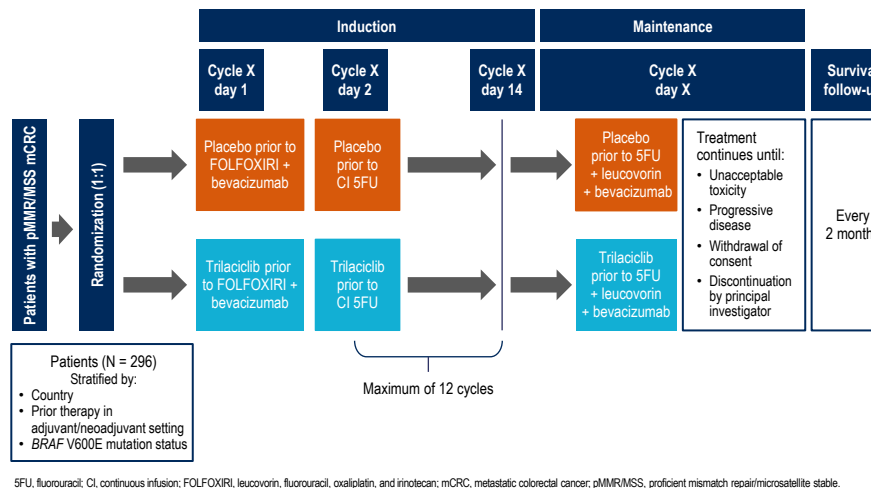 Induction
Maintenance
Cycle X
day 1
Cycle X
day 2
Cycle X
day 14
Cycle X
day X
Surviva
follow-u
Patients with pMMR/MSS mCRC
Randomization (1:1)
Placebo prior to
FOLFOXIRI +
bevacizumab
Placebo
prior to
CI 5FU
Placebo
prior to 5FU
+ leucovorin
+ bevacizumab
Trilaciclib prior
to FOLFOXIRI +
bevacizumab
Trilaciclib
prior to
CI 5FU
Trilaciclib
prior to 5FU
+ leucovorin
+ bevacizumab
Treatment
continues until:
• Unacceptable
toxicity
• Progressive
disease
• Withdrawal of
consent
• Discontinuation
by principal
investigator
Every
2 month
Patients (N = 296)
Stratified by:
• Country
• Prior therapy in
adjuvant/neoadjuvant setting
• BRAF V600E mutation status
Maximum of 12 cycles
5FU, fluorouracil; CI, continuous infusion; FOLFOXIRI, leucovorin, fluorouracil, oxaliplatin, and irinotecan; mCRC, metastatic colorectal cancer; pMMR/MSS, proficient mismatch repair/microsatellite stable.